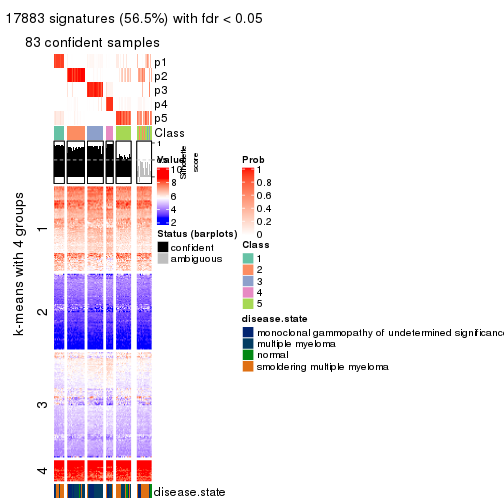 17883 signatures (56.5%) with fdr < 0.05
83 confident samples
p1
p2
p3
p4
p5
Class
1
Silhouette
score
Value
10
8
6
4
2
Status (barplots)
confident
ambiguous
Prob
1
0.8
0.6
0.4
0.2
0
Class
1
2
3
4
5
disease.state
monoclonal gammopathy of undetermined significance
multiple myeloma
normal
smoldering multiple myeloma
k-means with 4 groups
1
2
3
4
disease.state